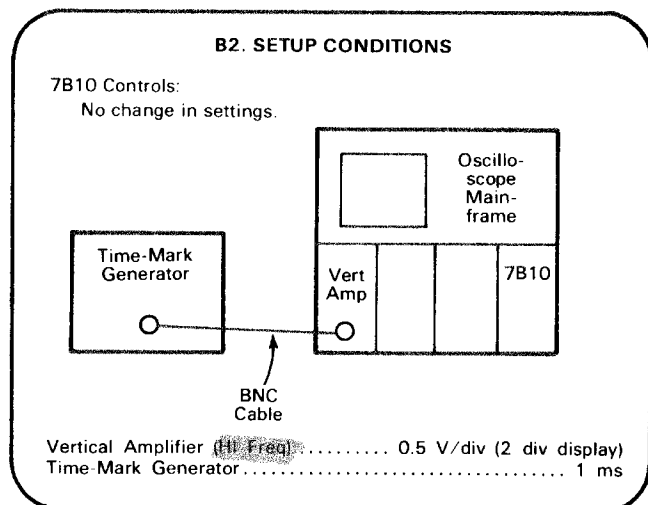 B2. SETUP CONDITIONS
7B10 Controls:
No change in settings.
Oscillo-
scope
Main-
frame
Time-Mark
Generator
Vert
Amp
7B10
BNC
Cable
Vertical Amplifier (HI Freq) .......... 0.5 V/div (2 div display)
Time-Mark Generator.................................. 1 ms